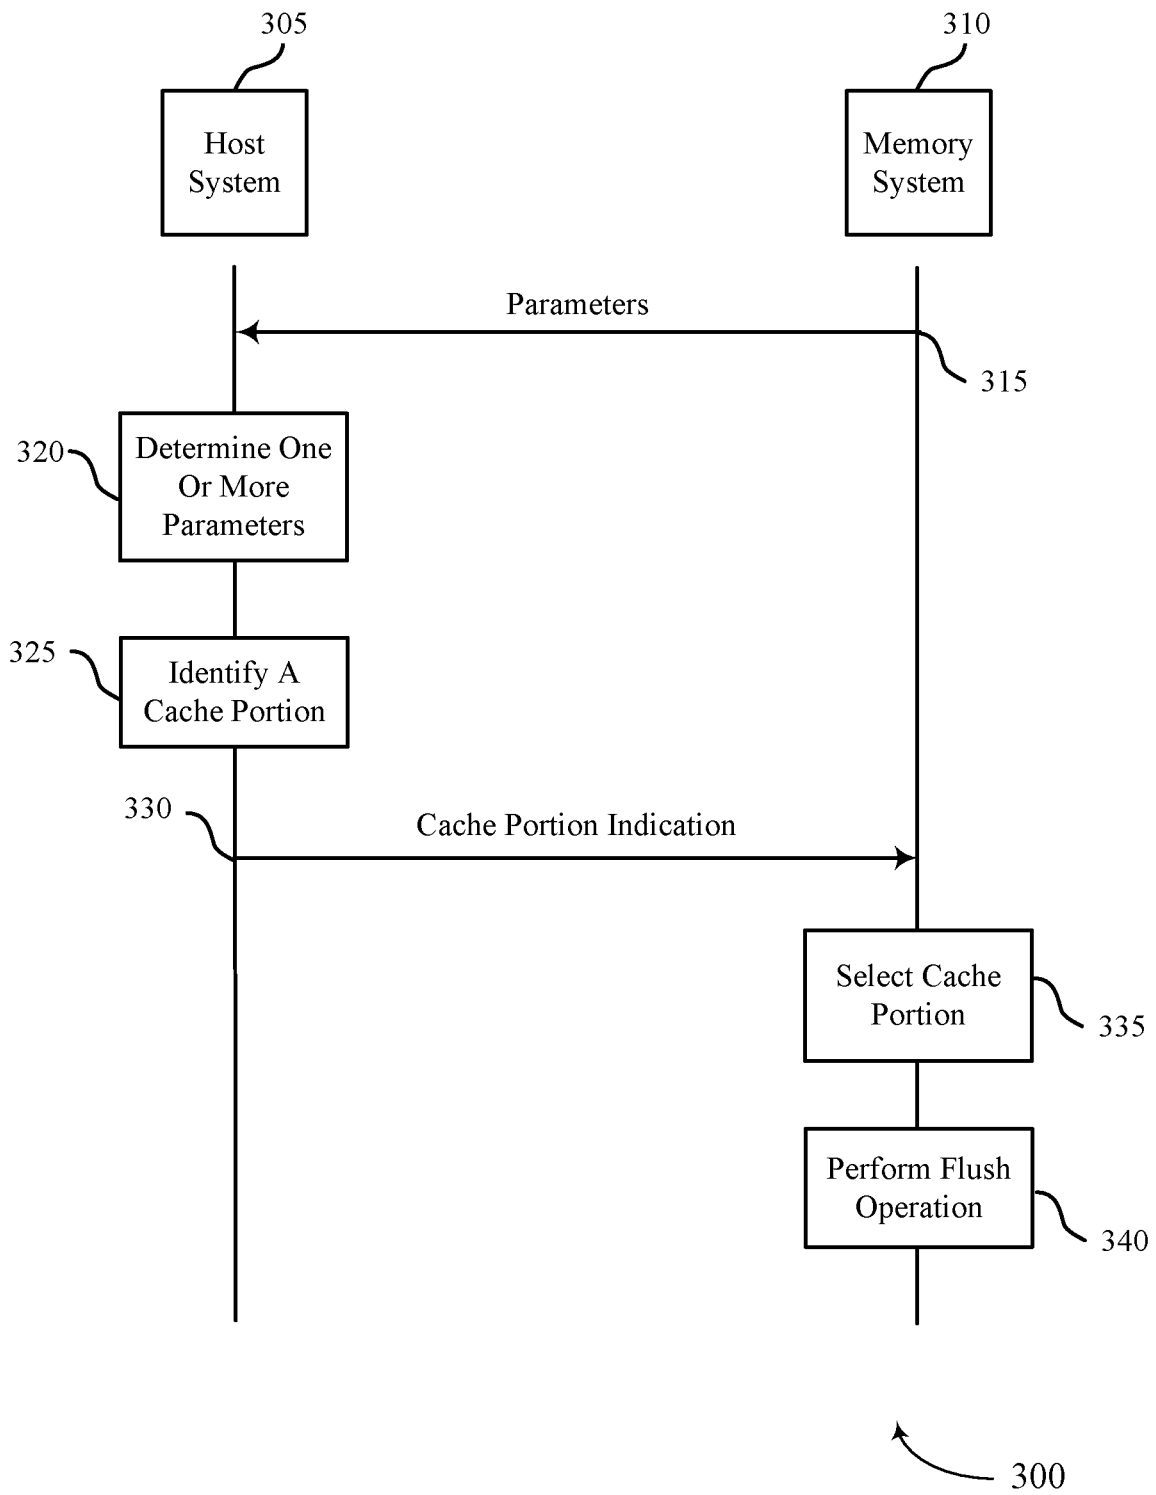 305
310
Host
System
Memory
System
Parameters
315
320
Determine One
Or More
Parameters
325
Identify A
Cache Portion
330
Cache Portion Indication
Select Cache
Portion
335
Perform Flush
Operation
340
300